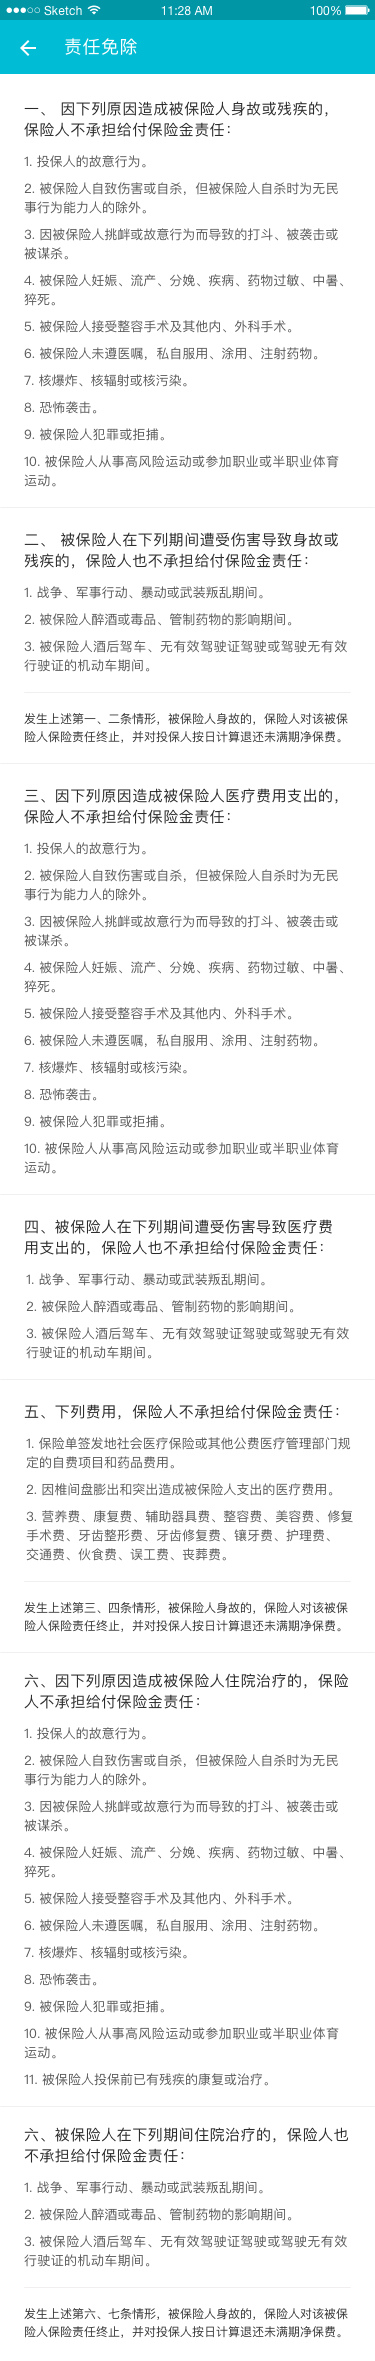 Sketch
11:28 AM
100%
责任免除
一、 因下列原因造成被保险人身故或残疾的，
保险人不承担给付保险金责任：
1. 投保人的故意行为。
2. 被保险人自致伤害或自杀，但被保险人自杀时为无民
事行为能力人的除外。
3. 因被保险人挑衅或故意行为而导致的打斗、被袭击或
被谋杀。
4. 被保险人妊娠、流产、分娩、疾病、药物过敏、中暑、
猝死。
5. 被保险人接受整容手术及其他内、外科手术。
6. 被保险人未遵医嘱，私自服用、涂用、注射药物。
7. 核爆炸、核辐射或核污染。
8. 恐怖袭击。
9. 被保险人犯罪或拒捕。
10. 被保险人从事高风险运动或参加职业或半职业体育
运动。
二、 被保险人在下列期间遭受伤害导致身故或
残疾的，保险人也不承担给付保险金责任：
1. 战争、军事行动、暴动或武装叛乱期间。
2. 被保险人醉酒或毒品、管制药物的影响期间。
3. 被保险人酒后驾车、无有效驾驶证驾驶或驾驶无有效
行驶证的机动车期间。
发生上述第一、二条情形，被保险人身故的，保险人对该被保
险人保险责任终止，并对投保人按日计算退还未满期净保费。
三、因下列原因造成被保险人医疗费用支出的，
保险人不承担给付保险金责任：
1. 投保人的故意行为。
2. 被保险人自致伤害或自杀，但被保险人自杀时为无民
事行为能力人的除外。
3. 因被保险人挑衅或故意行为而导致的打斗、被袭击或
被谋杀。
4. 被保险人妊娠、流产、分娩、疾病、药物过敏、中暑、
猝死。
5. 被保险人接受整容手术及其他内、外科手术。
6. 被保险人未遵医嘱，私自服用、涂用、注射药物。
7. 核爆炸、核辐射或核污染。
8. 恐怖袭击。
9. 被保险人犯罪或拒捕。
10. 被保险人从事高风险运动或参加职业或半职业体育
运动。
四、被保险人在下列期间遭受伤害导致医疗费
用支出的，保险人也不承担给付保险金责任：
1. 战争、军事行动、暴动或武装叛乱期间。
2. 被保险人醉酒或毒品、管制药物的影响期间。
3. 被保险人酒后驾车、无有效驾驶证驾驶或驾驶无有效
行驶证的机动车期间。
五、下列费用，保险人不承担给付保险金责任：
1. 保险单签发地社会医疗保险或其他公费医疗管理部门规
定的自费项目和药品费用。
2. 因椎间盘膨出和突出造成被保险人支出的医疗费用。
3. 营养费、康复费、辅助器具费、整容费、美容费、修复
手术费、牙齿整形费、牙齿修复费、镶牙费、护理费、
交通费、伙食费、误工费、丧葬费。
发生上述第三、四条情形，被保险人身故的，保险人对该被保
险人保险责任终止，并对投保人按日计算退还未满期净保费。
六、因下列原因造成被保险人住院治疗的，保险
人不承担给付保险金责任：
1. 投保人的故意行为。
2. 被保险人自致伤害或自杀，但被保险人自杀时为无民
事行为能力人的除外。
3. 因被保险人挑衅或故意行为而导致的打斗、被袭击或
被谋杀。
4. 被保险人妊娠、流产、分娩、疾病、药物过敏、中暑、
猝死。
5. 被保险人接受整容手术及其他内、外科手术。
6. 被保险人未遵医嘱，私自服用、涂用、注射药物。
7. 核爆炸、核辐射或核污染。
8. 恐怖袭击。
9. 被保险人犯罪或拒捕。
10. 被保险人从事高风险运动或参加职业或半职业体育
运动。
11. 被保险人投保前已有残疾的康复或治疗。
六、被保险人在下列期间住院治疗的，保险人也
不承担给付保险金责任：
1. 战争、军事行动、暴动或武装叛乱期间。
2. 被保险人醉酒或毒品、管制药物的影响期间。
3. 被保险人酒后驾车、无有效驾驶证驾驶或驾驶无有效
行驶证的机动车期间。
发生上述第六、七条情形，被保险人身故的，保险人对该被保
险人保险责任终止，并对投保人按日计算退还未满期净保费。